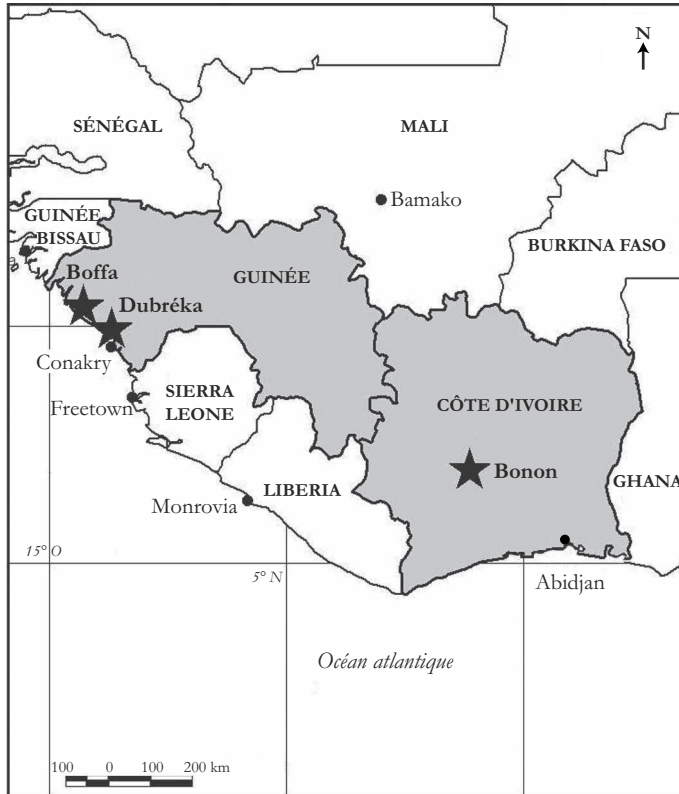 N
SÉNÉGAL
MALI
Bamako
GUINÉE
BISSAU
BURKINA FASO
Boffa
GUINÉE
Dubréka
Conakry
SIERRA
LEONE
CÔTE D'IVOIRE
Freetown
Bonon
GHANA
LIBERIA
Monrovia
15° O
5° N
Abidjan
Océan atlantique
100 0 100 200 km